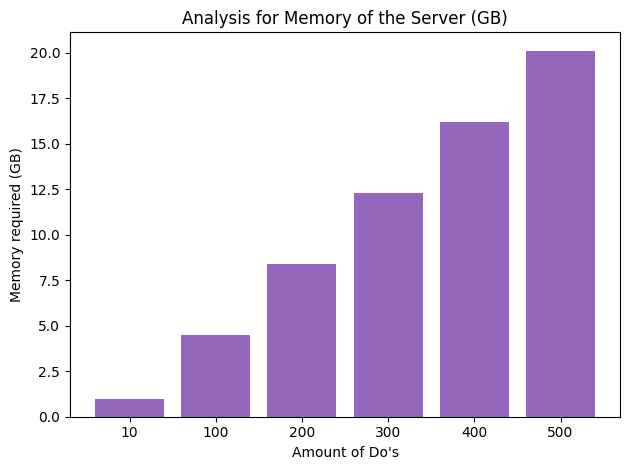 Analysis for Memory of the Server (GB)
20.0
17.5
15.0
12.5
10.0
7.5
5.0
2.5
0.0
Memory required (GB)
10 100 200 300 400 500
Amount of Do's